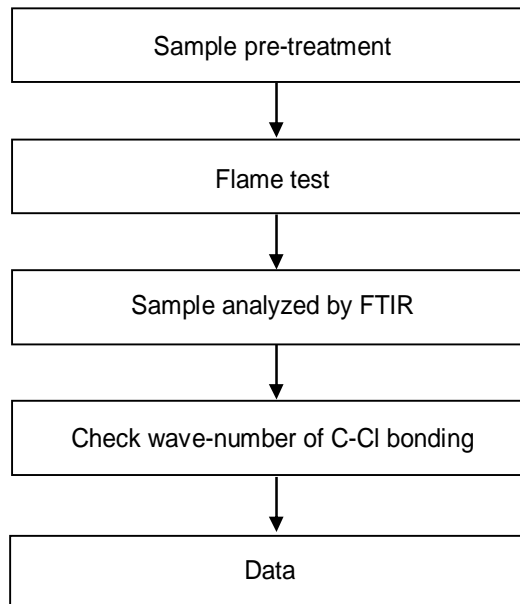 Sample pre-treatment
Flame test
Sample analyzed by FTIR
Check wave-number of C-Cl bonding
Data